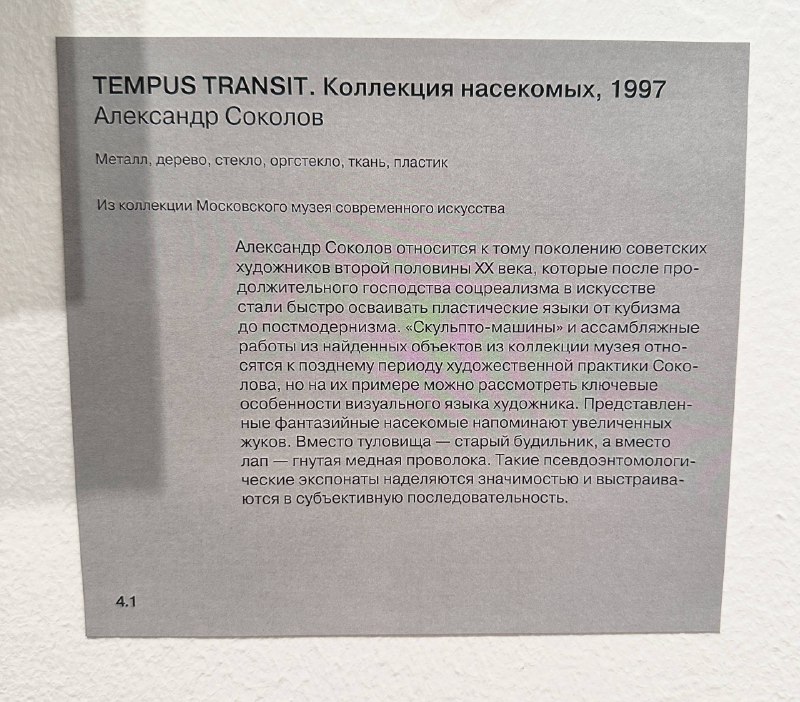 TEMPUS TRANSIT. Коллекция насекомых, 1997
Александр Соколов
Металл, дерево, стекло, оргстекло, ткань, пластик
Из коллекции Московского музея современного искусства
Александр Соколов относится к тому поколению советских
художников второй половины XX века, которые после про-
должительного господства соцреализма в искусстве
стали быстро осваивать пластические языки от кубизма
до постмодернизма. «Скульпто-машины» и ассамбляжные
работы из найденных объектов из коллекции музея отно-
сятся к позднему периоду художественной практики Соко-
лова, но на их примере можно рассмотреть ключевые
особенности визуального языка художника. Представлен-
ные фантазийные насекомые напоминают увеличенных
жуков. Вместо туловища — старый будильник, а вместо
лап — гнутая медная проволока. Такие псевдоэнтомологи-
ческие экспонаты наделяются значимостью и выстраива-
ются в субъективную последовательность.
4.1